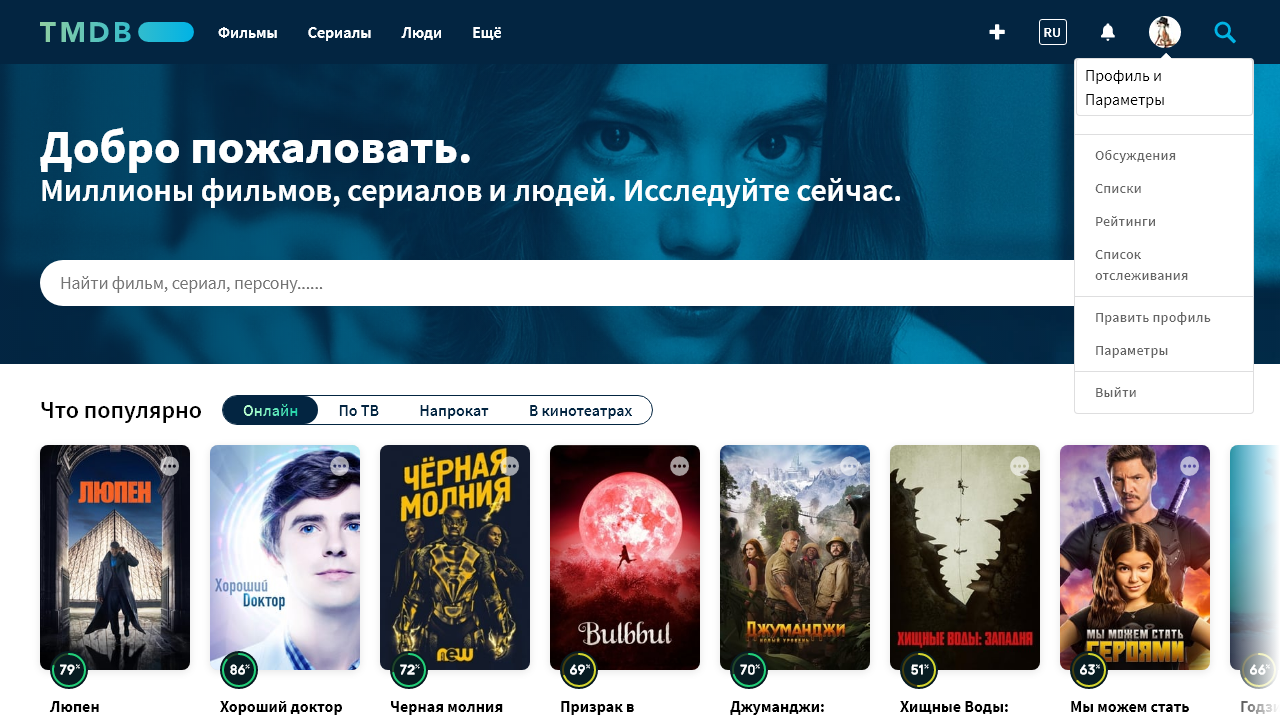 TMDB
Фильмы
Сериалы
Люди
Ещё
RU
Профиль и
Параметры
Обсуждения
Списки
Рейтинги
Список
отслеживания
Править профиль
Параметры
Выйти
Добро пожаловать.
Миллионы фильмов, сериалов и людей. Исследуйте сейчас.
Найти фильм, сериал, персону......
Что популярно
Онлайн
По ТВ
Напрокат
В кинотеатрах
ЛЮПЕН
Хороший
Доктор
ЧЁРНАЯ
МОЛНИЯ
new
Bulbbul
ДЖУМАНДЖИ
НОВЫЙ УРОВЕНЬ
ХИЩНЫЕ ВОДЫ: ЗАПАДНЯ
МЫ МОЖЕМ СТАТЬ
ГЕРОЯМИ
79%
86%
72%
69%
70%
51%
63%
66%
Люпен
Хороший доктор
Черная молния
Призрак в
Джуманджи:
Хищные Воды:
Мы можем стать
Годз